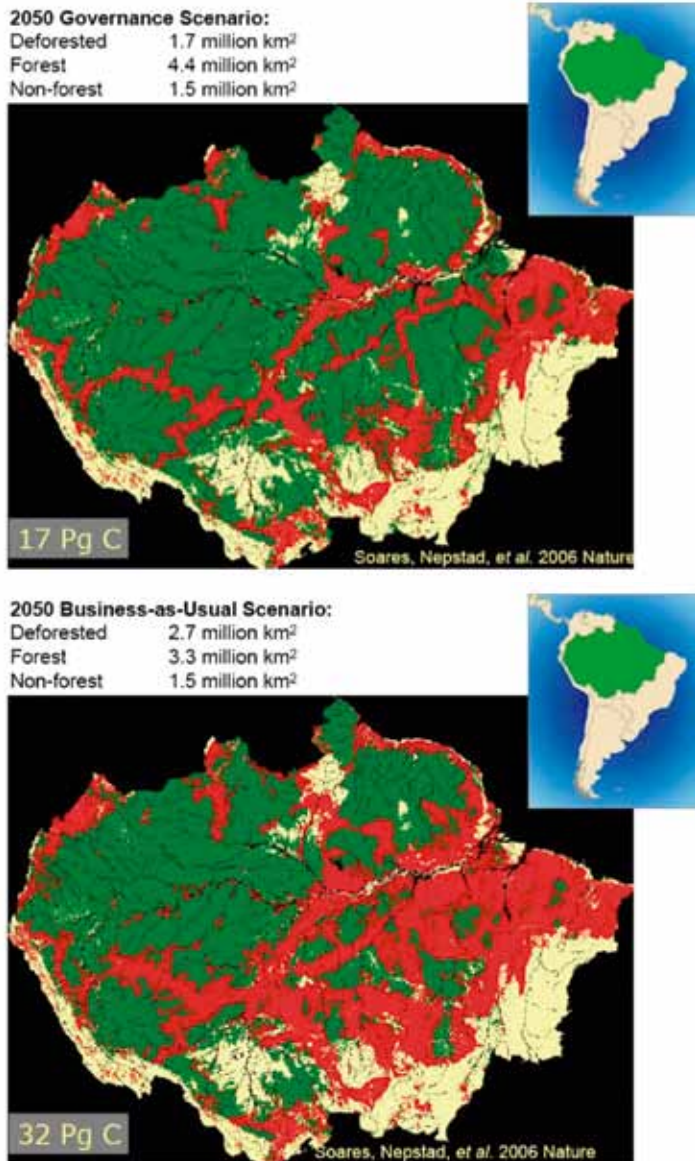 2050 Governance Scenario:
Deforested 1.7 million km²
Forest 4.4 million km²
Non-forest 1.5 million km²
17 Pg C
Soares, Nepstad, et al. 2006 Nature
2050 Business-as-Usual Scenario:
Deforested 2.7 million km²
Forest 3.3 million km²
Non-forest 1.5 million km²
32 Pg C
Soares, Nepstad, et al. 2006 Nature